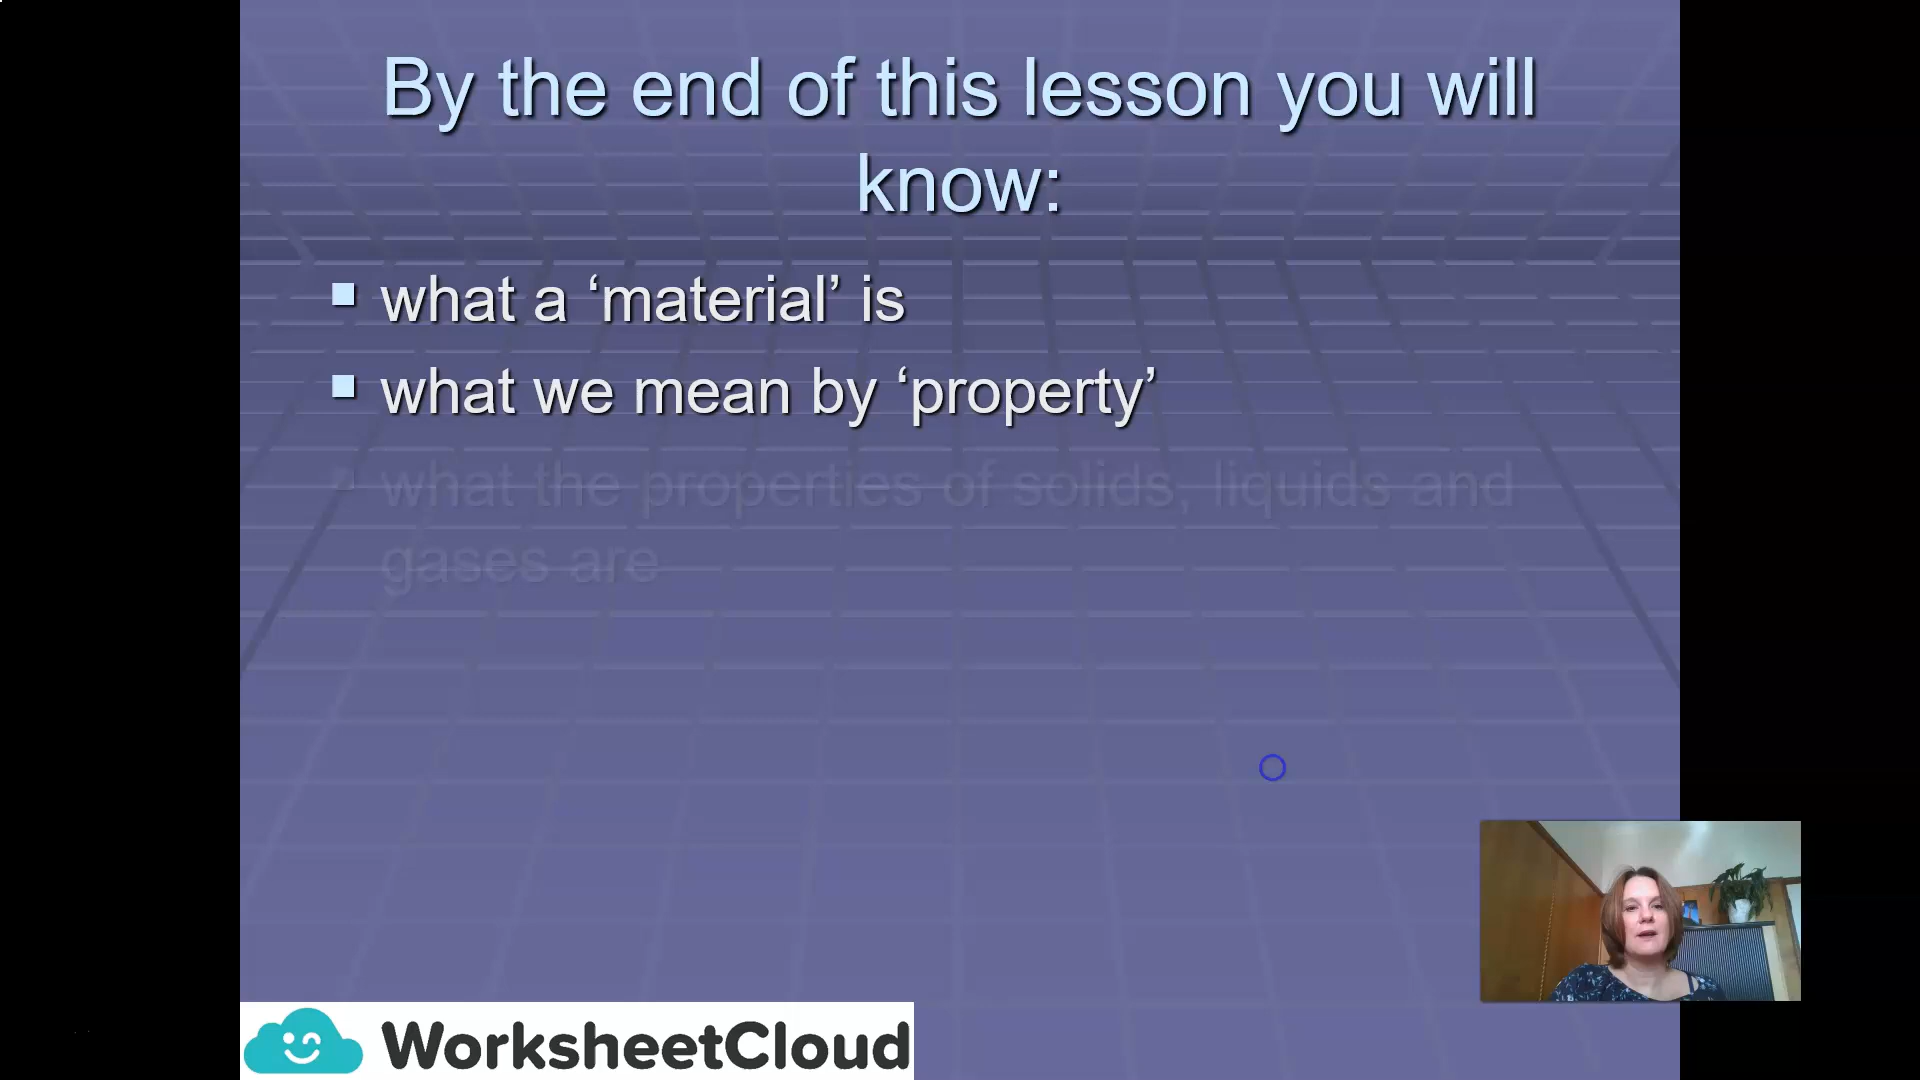 By the end of this lesson you will
know:
▪ what a ‘material’ is
▪ what we mean by ‘property’
▪ what the properties of solids, liquids and
gases are
WorksheetCloud